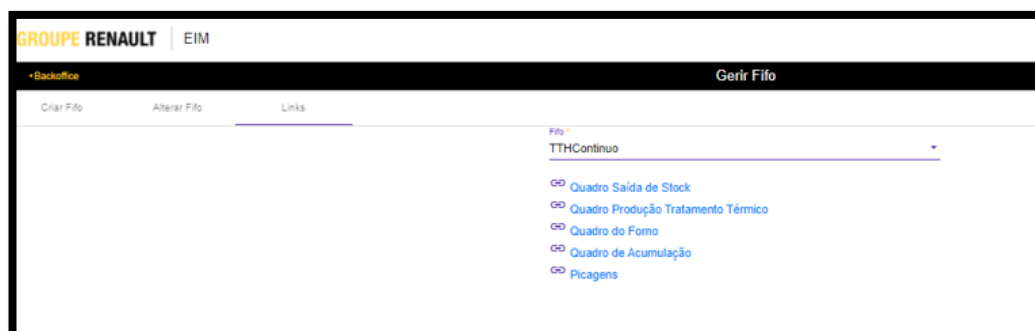 GROUPE RENAULT EIM
Backoffice Gerir Fifo
Criar Fifo Alterar Fifo Links
Fifo *
TTHContinuo
Quadro Saída de Stock
Quadro Produção Tratamento Térmico
Quadro do Forno
Quadro de Acumulação
Picagens